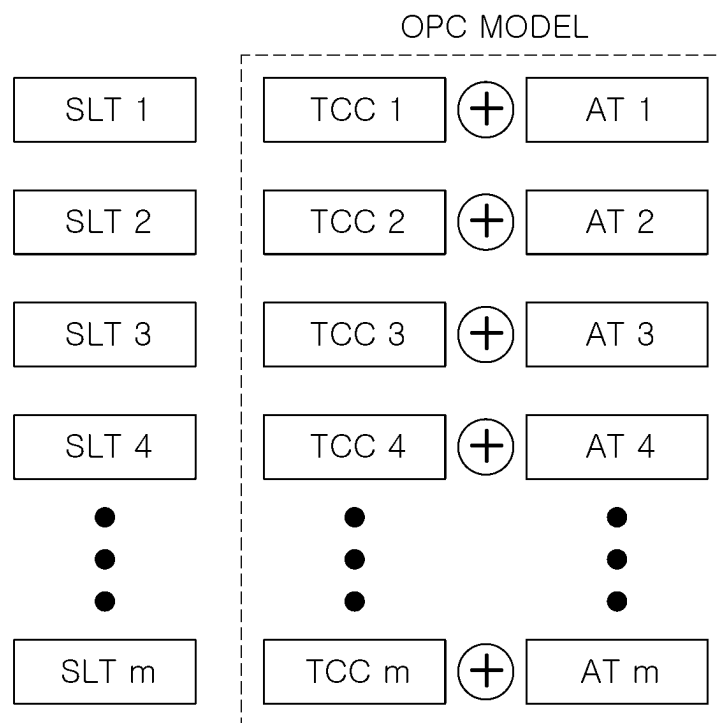 OPC MODEL
SLT 1 TCC 1 AT 1
SLT 2 TCC 2 AT 2
SLT 3 TCC 3 AT 3
SLT 4 TCC 4 AT 4
SLT m TCC m AT m